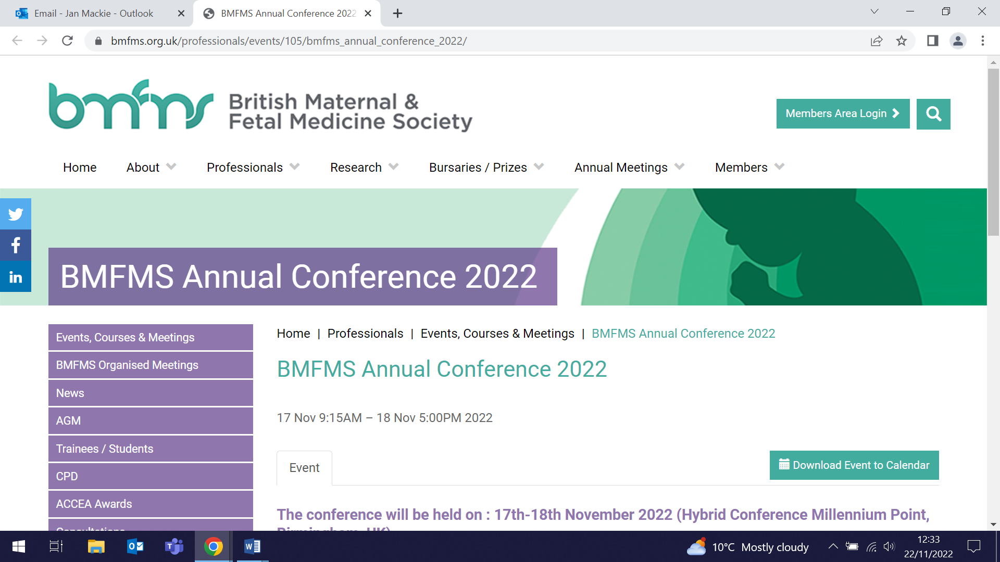 Email - Jan Mackie - Outlook
BMFMS Annual Conference 2022
bmfms.org.uk/professionals/events/105/bmfms_annual_conference_2022/
bmfms
British Maternal &
Fetal Medicine Society
Members Area Login
Home
About
Professionals
Research
Bursaries / Prizes
Annual Meetings
Members
BMFMS Annual Conference 2022
Events, Courses & Meetings
BMFMS Organised Meetings
News
AGM
Trainees / Students
CPD
ACCEA Awards
Consultations
Home | Professionals | Events, Courses & Meetings | BMFMS Annual Conference 2022
BMFMS Annual Conference 2022
17 Nov 9:15AM – 18 Nov 5:00PM 2022
Event
Download Event to Calendar
The conference will be held on : 17th-18th November 2022 (Hybrid Conference Millennium Point,
Birmingham, UK)
10°C Mostly cloudy
12:33
22/11/2022